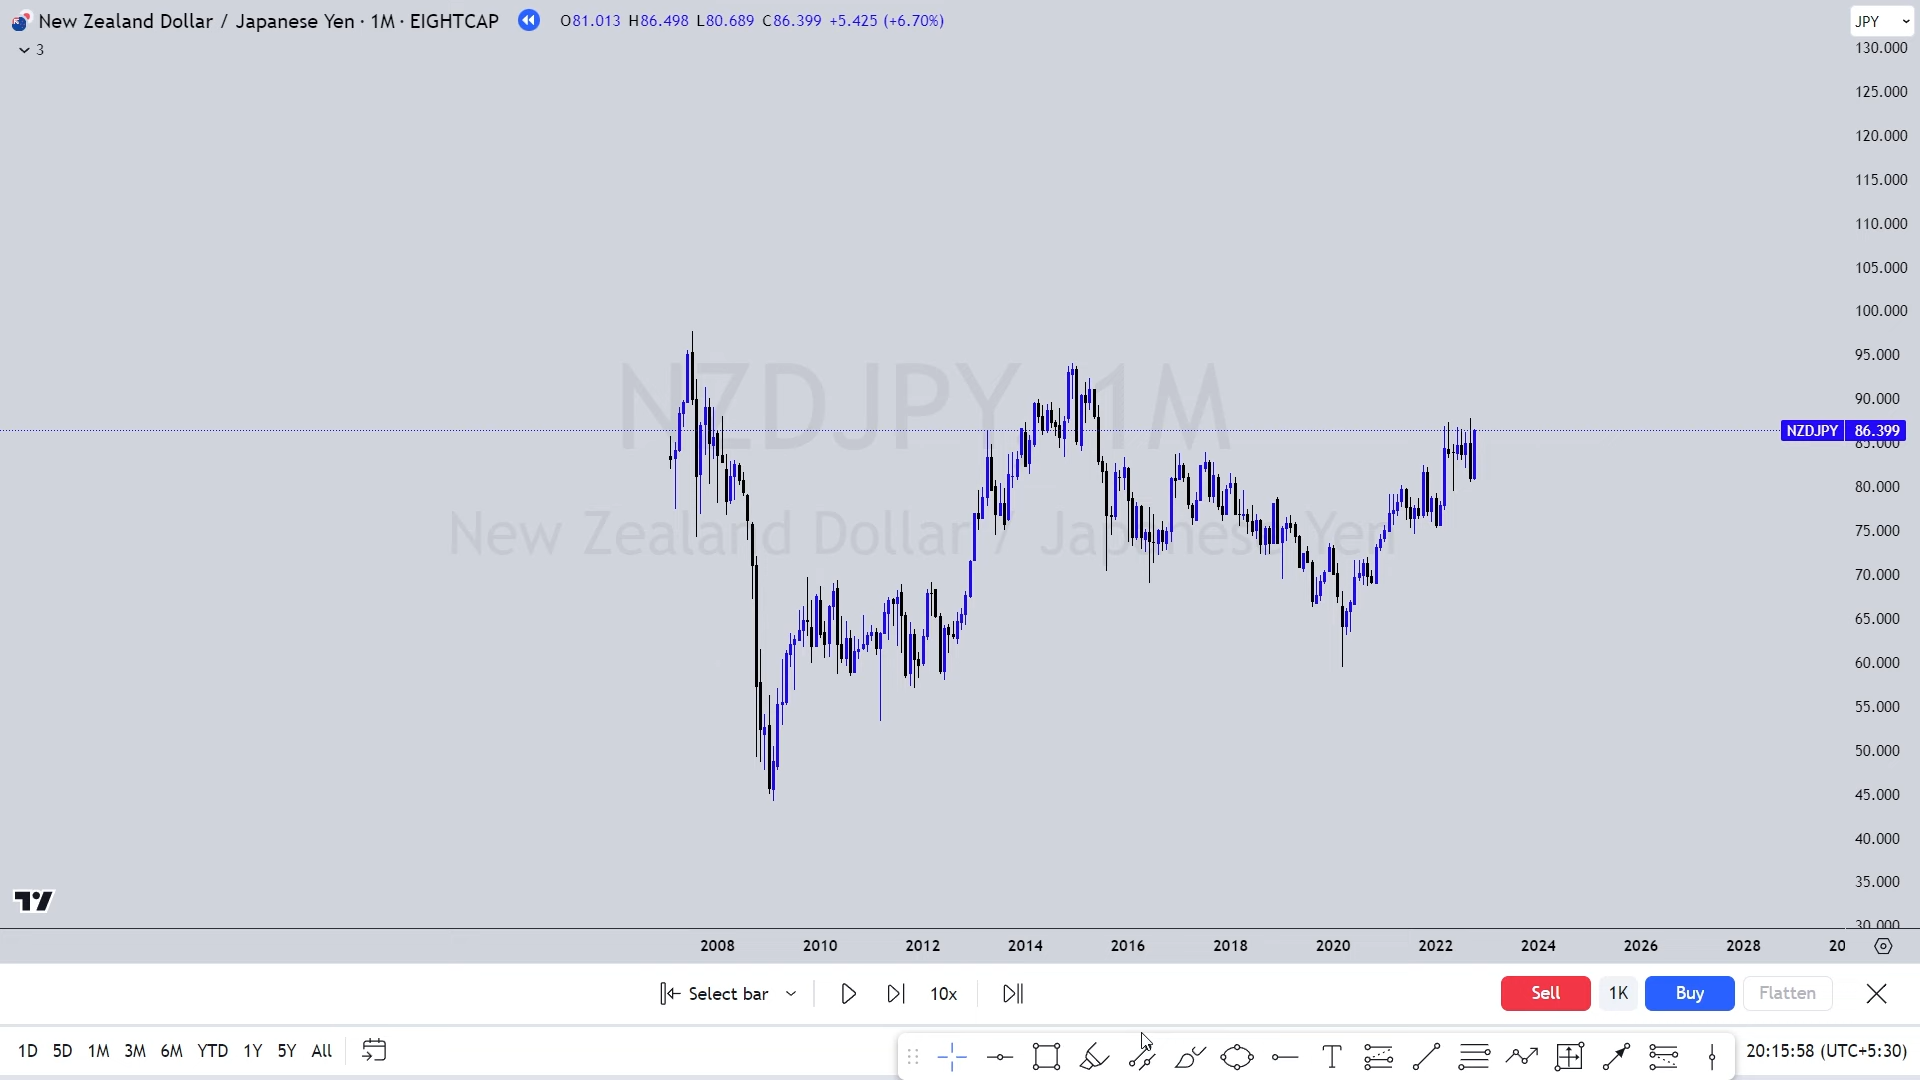 New Zealand Dollar / Japanese Yen · 1M · EIGHTCAP O81.013 H86.498 L80.689 C86.399 +5.425 (+6.70%)
JPY
3
130.000
125.000
120.000
115.000
110.000
105.000
100.000
95.000
90.000
NZDJPY 86.399
85.000
80.000
75.000
70.000
65.000
60.000
55.000
50.000
45.000
40.000
35.000
30.000
NZDJPY, 1M
New Zealand Dollar / Japanese Yen
2008 2010 2012 2014 2016 2018 2020 2022 2024 2026 2028 20
Select bar 10x Sell 1K Buy Flatten
1D 5D 1M 3M 6M YTD 1Y 5Y All 20:15:58 (UTC+5:30)